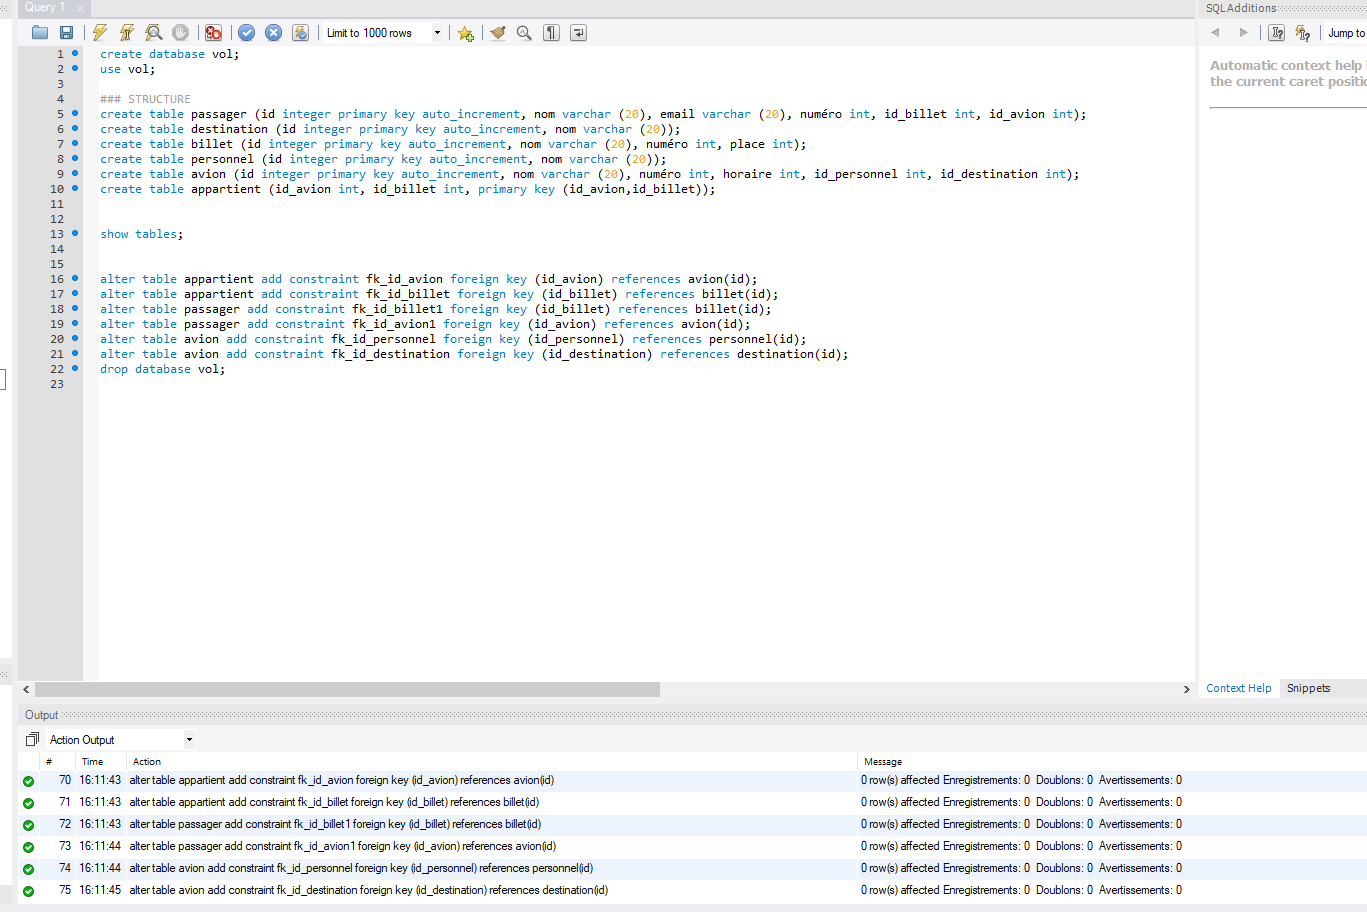 Query 1
SQLAdditions
Limit to 1000 rows
Jump to
Automatic context help
the current caret positi
1 create database vol;
2 use vol;
3
4 ### STRUCTURE
5 create table passager (id integer primary key auto_increment, nom varchar (20), email varchar (20), numéro int, id_billet int, id_avion int);
6 create table destination (id integer primary key auto_increment, nom varchar (20));
7 create table billet (id integer primary key auto_increment, nom varchar (20), numéro int, place int);
8 create table personnel (id integer primary key auto_increment, nom varchar (20));
9 create table avion (id integer primary key auto_increment, nom varchar (20), numéro int, horaire int, id_personnel int, id_destination int);
10 create table appartient (id_avion int, id_billet int, primary key (id_avion,id_billet));
11
12
13 show tables;
14
15
16 alter table appartient add constraint fk_id_avion foreign key (id_avion) references avion(id);
17 alter table appartient add constraint fk_id_billet foreign key (id_billet) references billet(id);
18 alter table passager add constraint fk_id_billet1 foreign key (id_billet) references billet(id);
19 alter table passager add constraint fk_id_avion1 foreign key (id_avion) references avion(id);
20 alter table avion add constraint fk_id_personnel foreign key (id_personnel) references personnel(id);
21 alter table avion add constraint fk_id_destination foreign key (id_destination) references destination(id);
22 drop database vol;
23
Context Help Snippets
Output
Action Output
# Time Action Message
70 16:11:43 alter table appartient add constraint fk_id_avion foreign key (id_avion) references avion(id) 0 row(s) affected Enregistrements: 0 Doublons: 0 Avertissements: 0
71 16:11:43 alter table appartient add constraint fk_id_billet foreign key (id_billet) references billet(id) 0 row(s) affected Enregistrements: 0 Doublons: 0 Avertissements: 0
72 16:11:43 alter table passager add constraint fk_id_billet1 foreign key (id_billet) references billet(id) 0 row(s) affected Enregistrements: 0 Doublons: 0 Avertissements: 0
73 16:11:44 alter table passager add constraint fk_id_avion1 foreign key (id_avion) references avion(id) 0 row(s) affected Enregistrements: 0 Doublons: 0 Avertissements: 0
74 16:11:44 alter table avion add constraint fk_id_personnel foreign key (id_personnel) references personnel(id) 0 row(s) affected Enregistrements: 0 Doublons: 0 Avertissements: 0
75 16:11:45 alter table avion add constraint fk_id_destination foreign key (id_destination) references destination(id) 0 row(s) affected Enregistrements: 0 Doublons: 0 Avertissements: 0